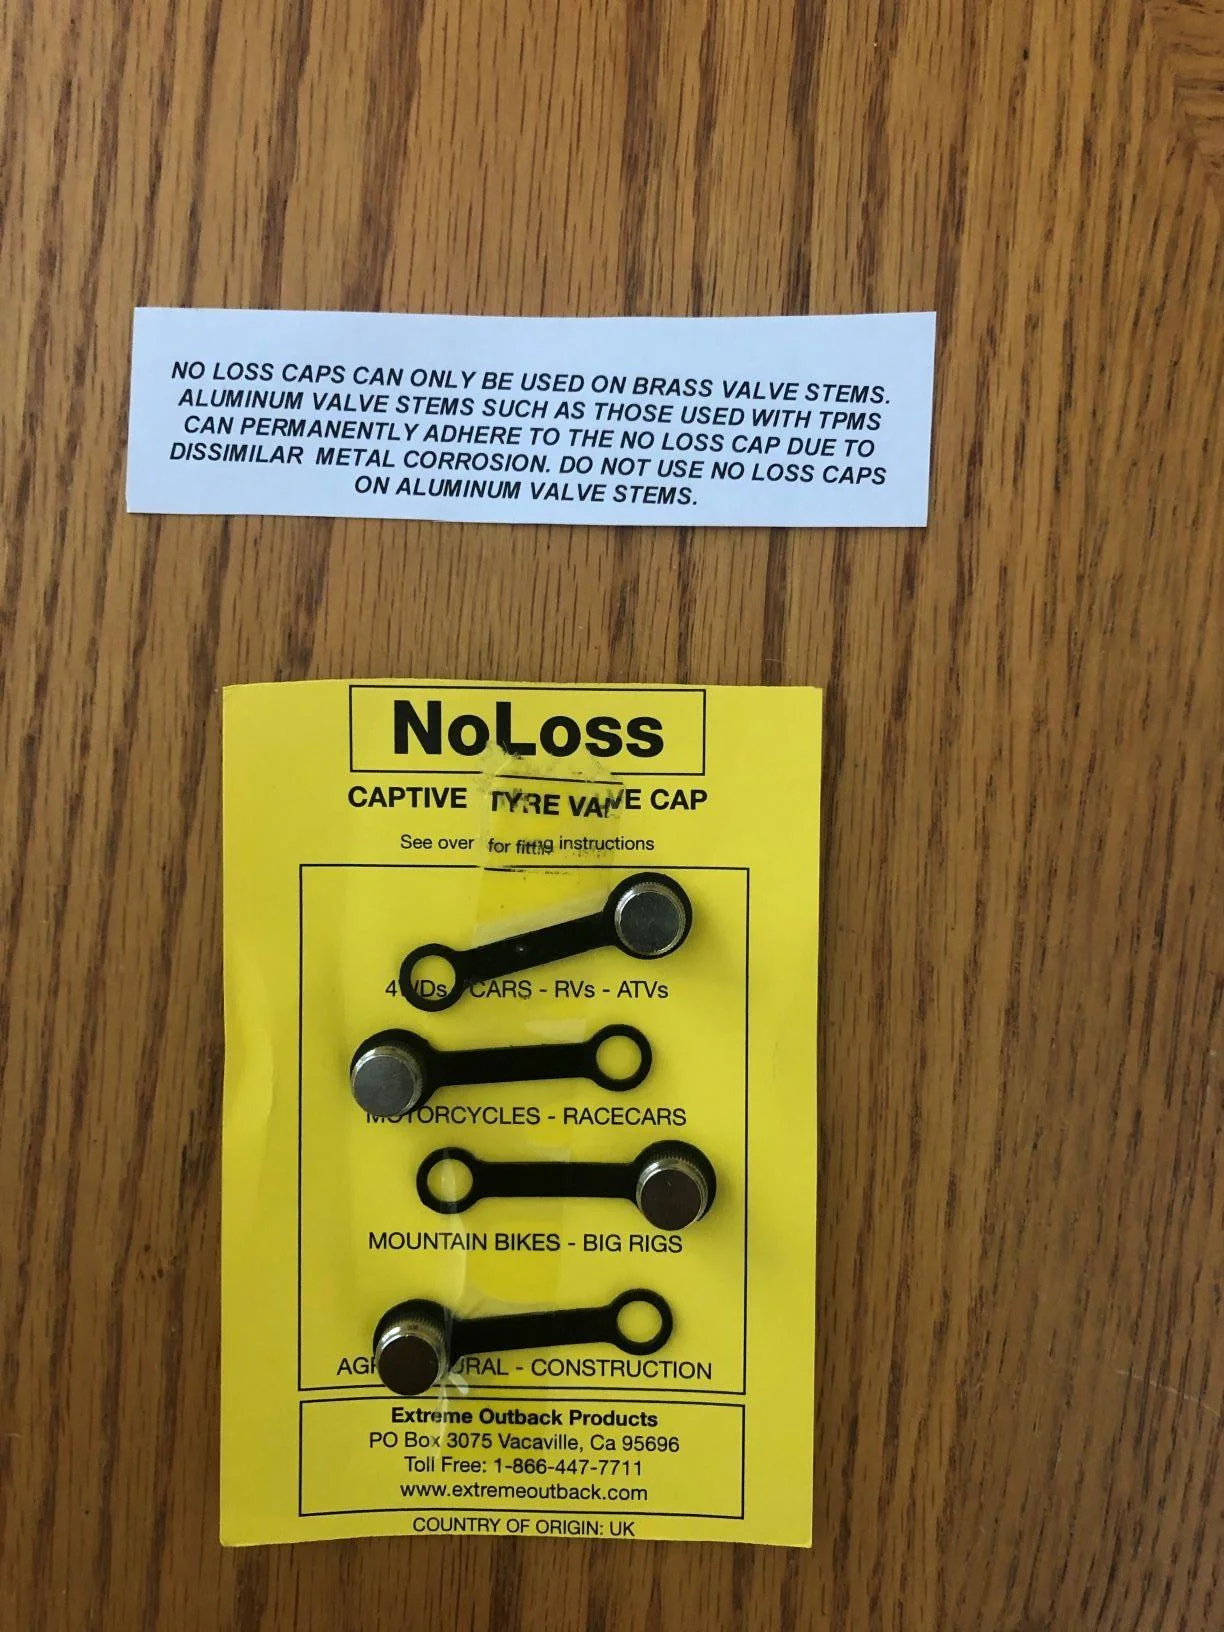 NO LOSS CAPS CAN ONLY BE USED ON BRASS VALVE STEMS.
ALUMINUM VALVE STEMS SUCH AS THOSE USED WITH TPMS
CAN PERMANENTLY ADHERE TO THE NO LOSS CAP DUE TO
DISSIMILAR METAL CORROSION. DO NOT USE NO LOSS CAPS
ON ALUMINUM VALVE STEMS.
NoLoss
CAPTIVE TYRE VALVE CAP
See over for fitting instructions
4WDs CARS - RVs - ATVs
MOTORCYCLES - RACECARS
MOUNTAIN BIKES - BIG RIGS
- CONSTRUCTION
Extreme Outback Products
PO Box 3075 Vacaville, Ca 95696
Toll Free: 1-866-447-7711
www.extremeoutback.com
COUNTRY OF ORIGIN: UK